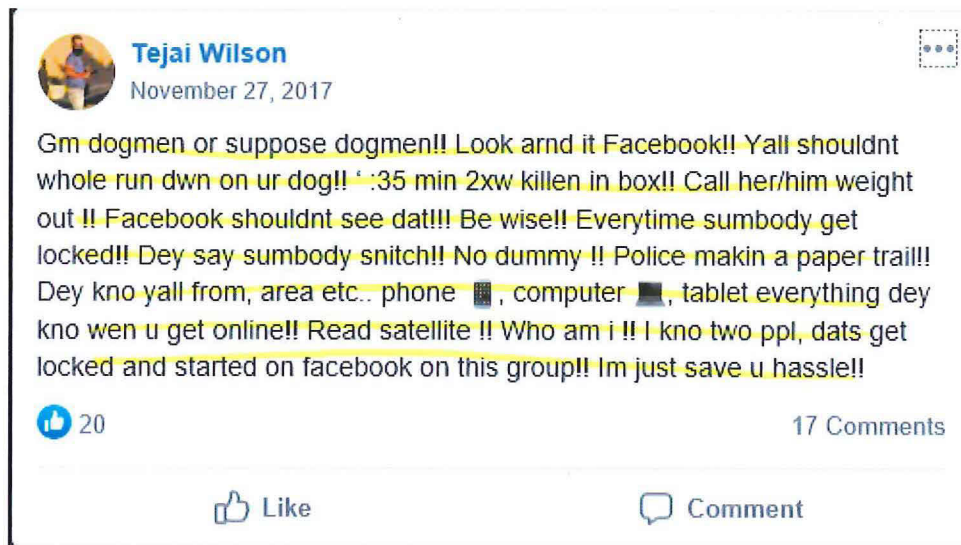 Tejai Wilson
November 27, 2017
Gm dogmen or suppose dogmen!! Look arnd it Facebook!! Yall shouldnt
whole run dwn on ur dog!! ‘ :35 min 2xw killen in box!! Call her/him weight
out !! Facebook shouldnt see dat!!! Be wise!! Everytime sumbody get
locked!! Dey say sumbody snitch!! No dummy !! Police makin a paper trail!!
Dey kno yall from, area etc.. phone 📱, computer 💻, tablet everything dey
kno wen u get online!! Read satellite !! Who am i !! I kno two ppl, dats get
locked and started on facebook on this group!! Im just save u hassle!!
20
17 Comments
Like
Comment